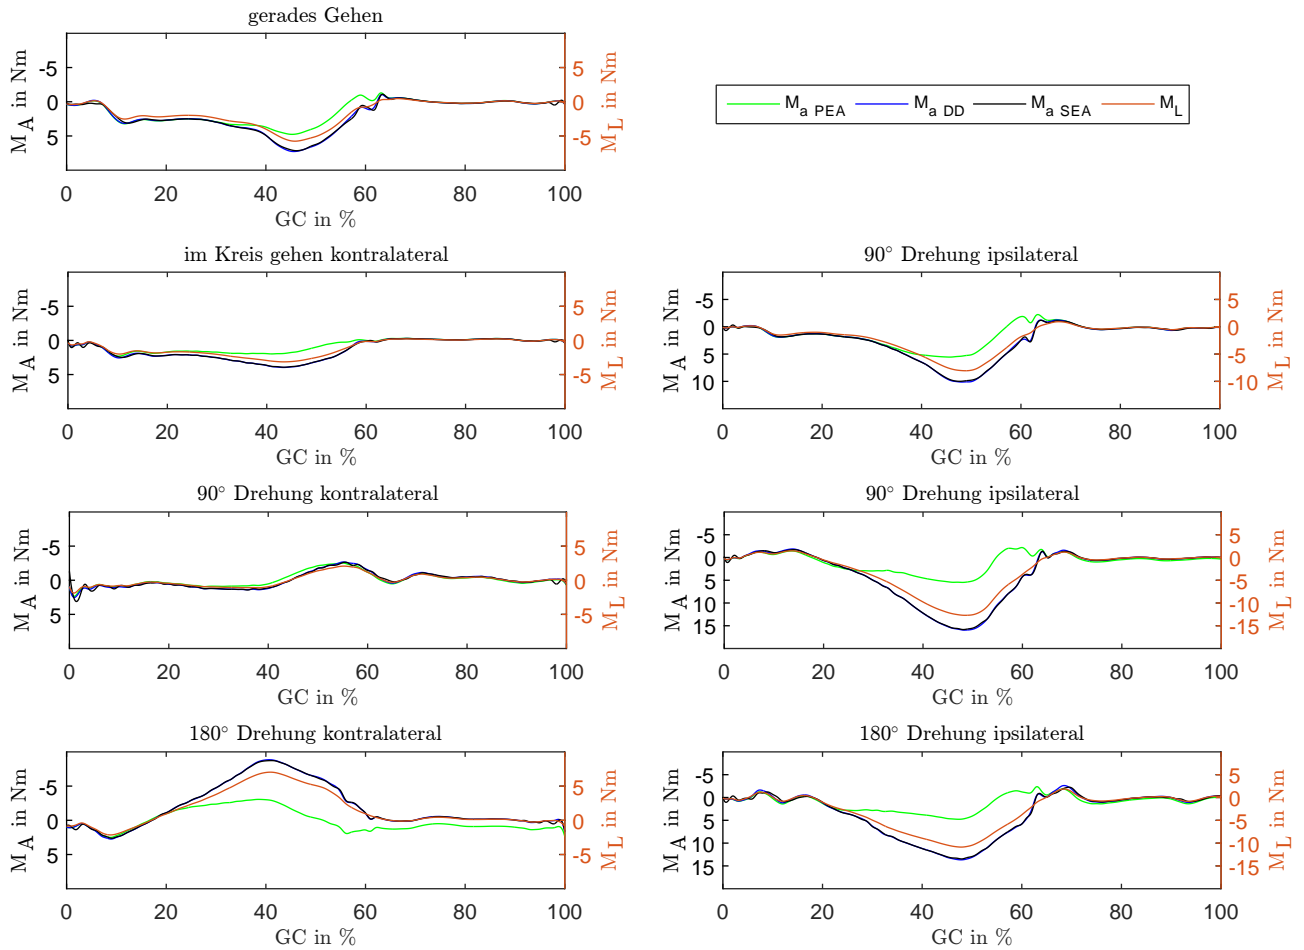 gerades Gehen
-5
0
5
M_A in Nm
5
0
-5
M_L in Nm
0 20 40 60 80 100
GC in %
M_a PEA M_a DD M_a SEA M_L
im Kreis gehen kontralateral
-5
0
5
M_A in Nm
5
0
-5
M_L in Nm
0 20 40 60 80 100
GC in %
90° Drehung ipsilateral
-5
0
5
10
M_A in Nm
5
0
-5
-10
M_L in Nm
0 20 40 60 80 100
GC in %
90° Drehung kontralateral
-5
0
5
M_A in Nm
5
0
-5
M_L in Nm
0 20 40 60 80 100
GC in %
90° Drehung ipsilateral
-5
0
5
10
15
M_A in Nm
5
0
-5
-10
-15
M_L in Nm
0 20 40 60 80 100
GC in %
180° Drehung kontralateral
-5
0
5
M_A in Nm
5
0
-5
M_L in Nm
0 20 40 60 80 100
GC in %
180° Drehung ipsilateral
-5
0
5
10
15
M_A in Nm
5
0
-5
-10
-15
M_L in Nm
0 20 40 60 80 100
GC in %